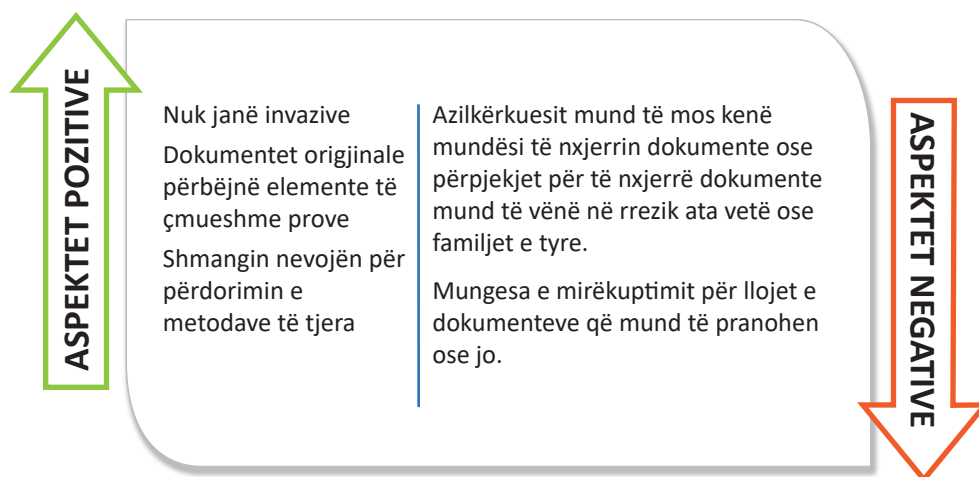 ASPEKTET POZITIVE
Nuk janë invazive
Dokumentet origjinale
përbëjnë elemente të
çmueshme prove
Shmangin nevojën për
përdorimin e
metodave të tjera
Azilkërkuesit mund të mos kenë
mundësi të nxjerrin dokumente ose
përpjekjet për të nxjerrë dokumente
mund të vënë në rrezik ata vetë ose
familjet e tyre.
Mungesa e mirëkuptimit për llojet e
dokumenteve që mund të pranohen
ose jo.
ASPEKTET NEGATIVE